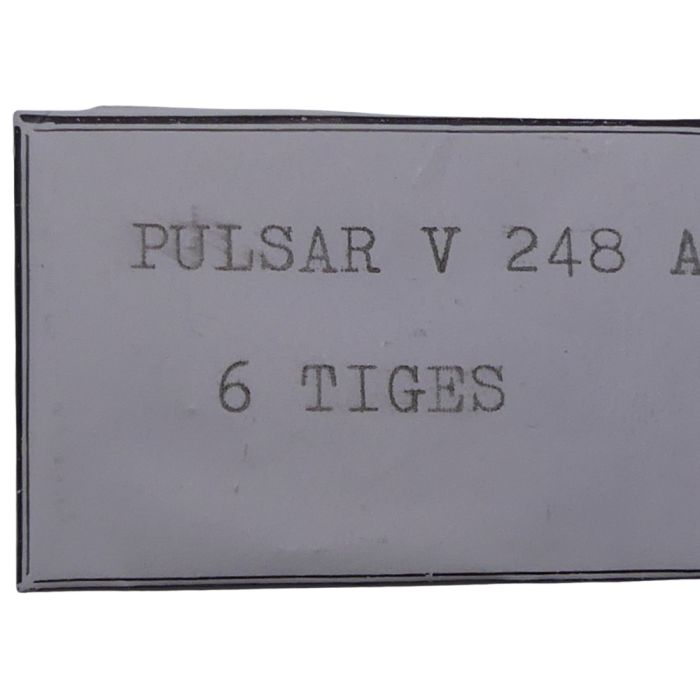 PULSAR V 248 A
6 TIGES